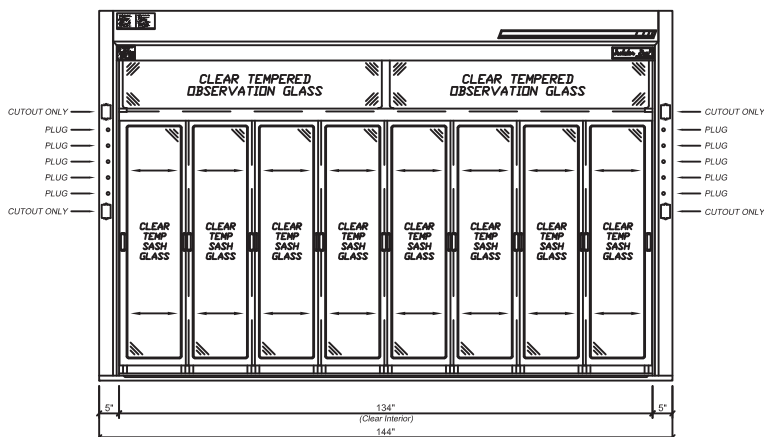 CLEAR TEMPERED
OBSERVATION GLASS
CLEAR TEMPERED
OBSERVATION GLASS
CUTOUT ONLY
PLUG
PLUG
PLUG
PLUG
PLUG
CUTOUT ONLY
CUTOUT ONLY
PLUG
PLUG
PLUG
PLUG
PLUG
CUTOUT ONLY
CLEAR
TEMP
SASH
GLASS
CLEAR
TEMP
SASH
GLASS
CLEAR
TEMP
SASH
GLASS
CLEAR
TEMP
SASH
GLASS
CLEAR
TEMP
SASH
GLASS
CLEAR
TEMP
SASH
GLASS
CLEAR
TEMP
SASH
GLASS
CLEAR
TEMP
SASH
GLASS
5"
134"
5"
(Clear Interior)
144"